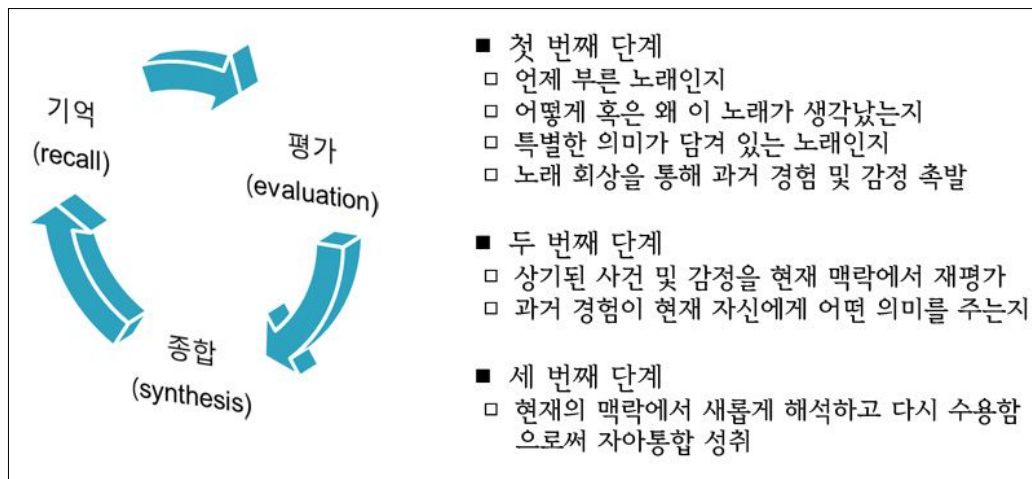 기억
(recall)
평가
(evaluation)
종합
(synthesis)
■ 첫 번째 단계
□ 언제 부른 노래인지
□ 어떻게 혹은 왜 이 노래가 생각났는지
□ 특별한 의미가 담겨 있는 노래인지
□ 노래 회상을 통해 과거 경험 및 감정 촉발
■ 두 번째 단계
□ 상기된 사건 및 감정을 현재 맥락에서 재평가
□ 과거 경험이 현재 자신에게 어떤 의미를 주는지
■ 세 번째 단계
□ 현재의 맥락에서 새롭게 해석하고 다시 수용함
으로써 자아통합 성취